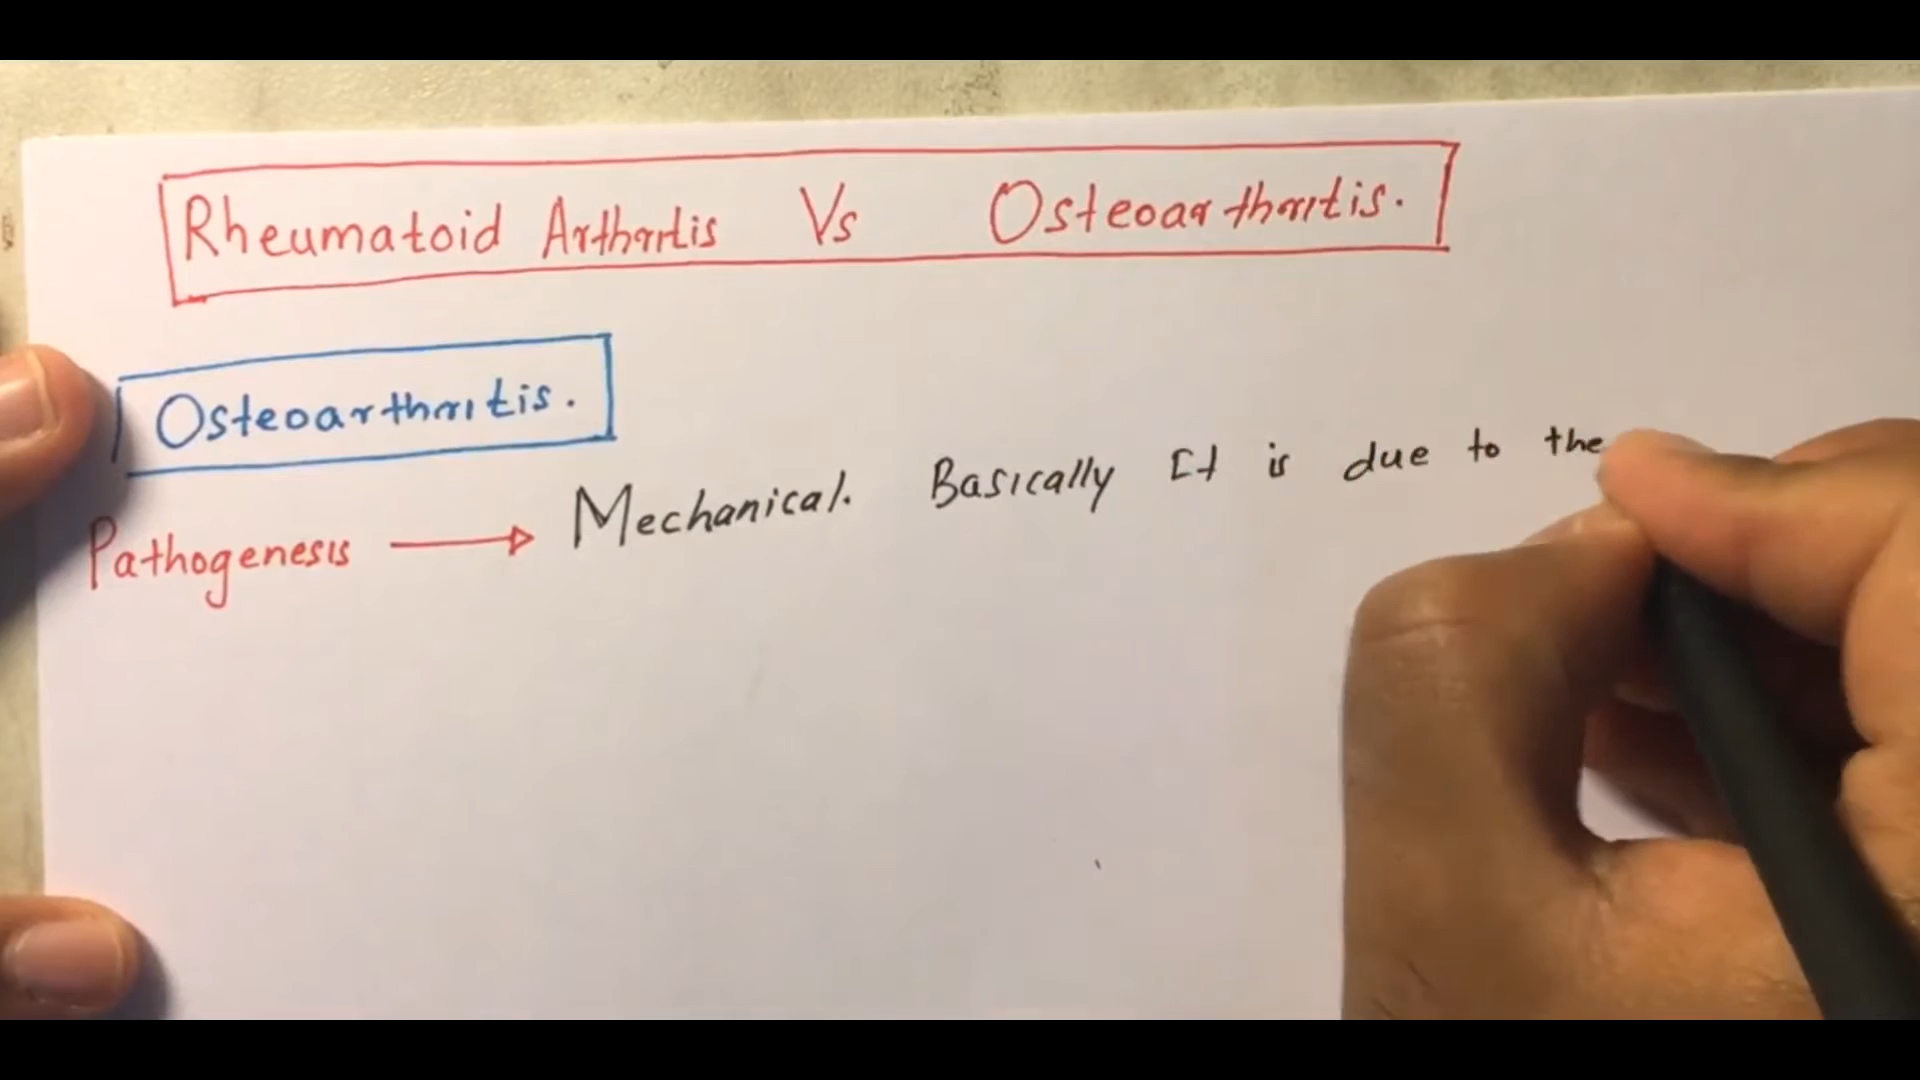 Rheumatoid Arthritis Vs Osteoarthritis.
Osteoarthritis.
Pathogenesis → Mechanical. Basically It is due to the